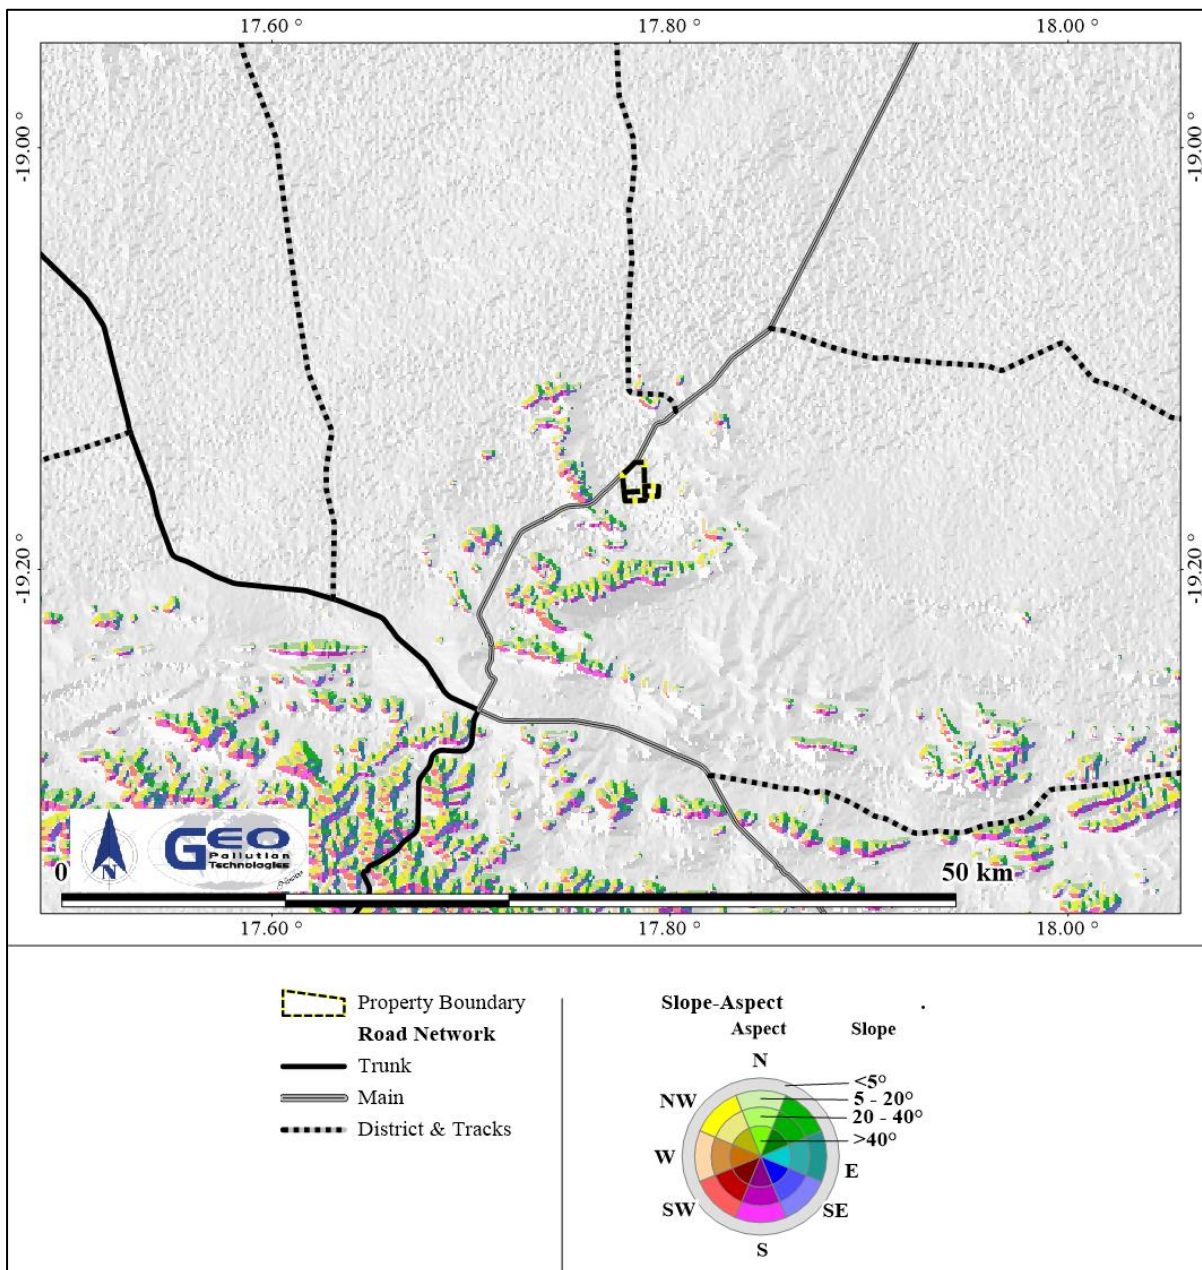 17.60 ° 17.80 ° 18.00 °
-19.00 ° -19.00 °
-19.20 ° -19.20 °
GEO
Pollution
Technologies
N
0 50 km
17.60 ° 17.80 ° 18.00 °
Property Boundary
Road Network
Trunk
Main
District & Tracks
Slope-Aspect .
Aspect Slope
N
<5°
NW 5 - 20°
20 - 40°
>40°
W E
SW SE
S